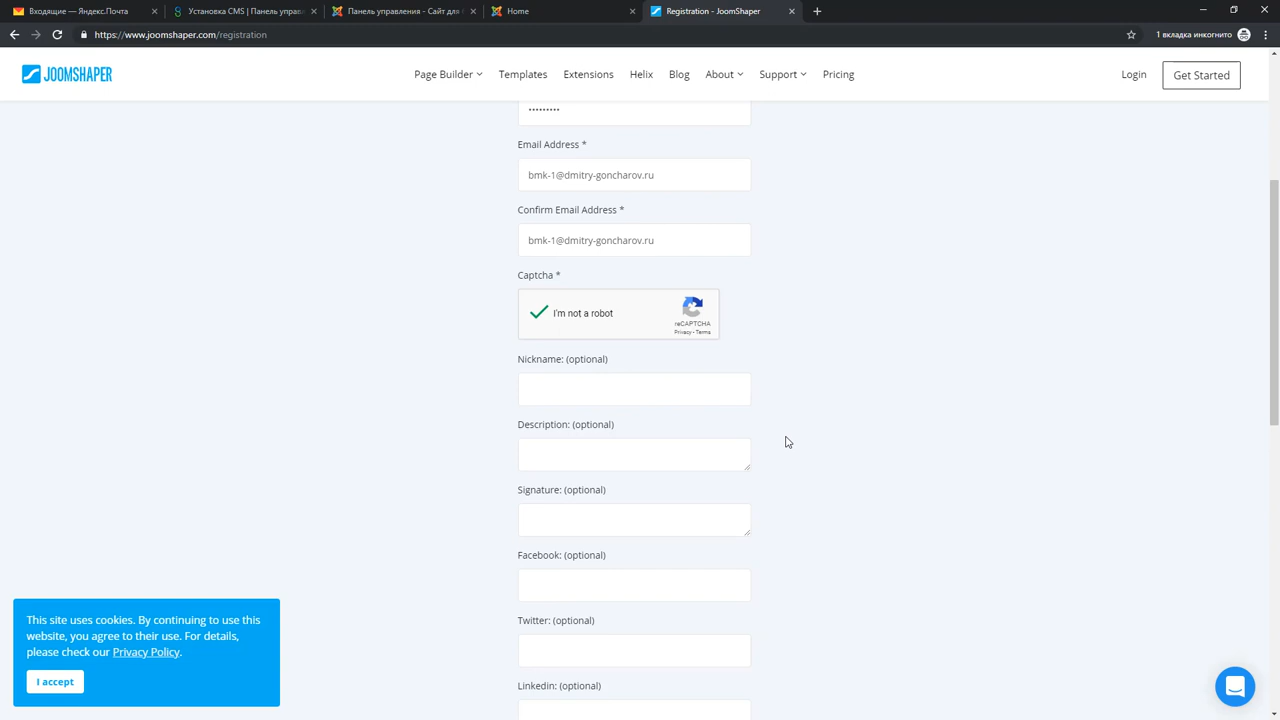 Входящие — Яндекс.Почта
Установка CMS | Панель управ
Панель управления - Сайт для
Home
Registration - JoomShaper
https://www.joomshaper.com/registration
1 вкладка инкогнито
JOOMSHAPER
Page Builder
Templates
Extensions
Helix
Blog
About
Support
Pricing
Login
Get Started
•••••••••
Email Address *
bmk-1@dmitry-goncharov.ru
Confirm Email Address *
bmk-1@dmitry-goncharov.ru
Captcha *
I'm not a robot
reCAPTCHA
Privacy • Terms
Nickname: (optional)
Description: (optional)
Signature: (optional)
Facebook: (optional)
Twitter: (optional)
Linkedin: (optional)
This site uses cookies. By continuing to use this
website, you agree to their use. For details,
please check our Privacy Policy.
I accept